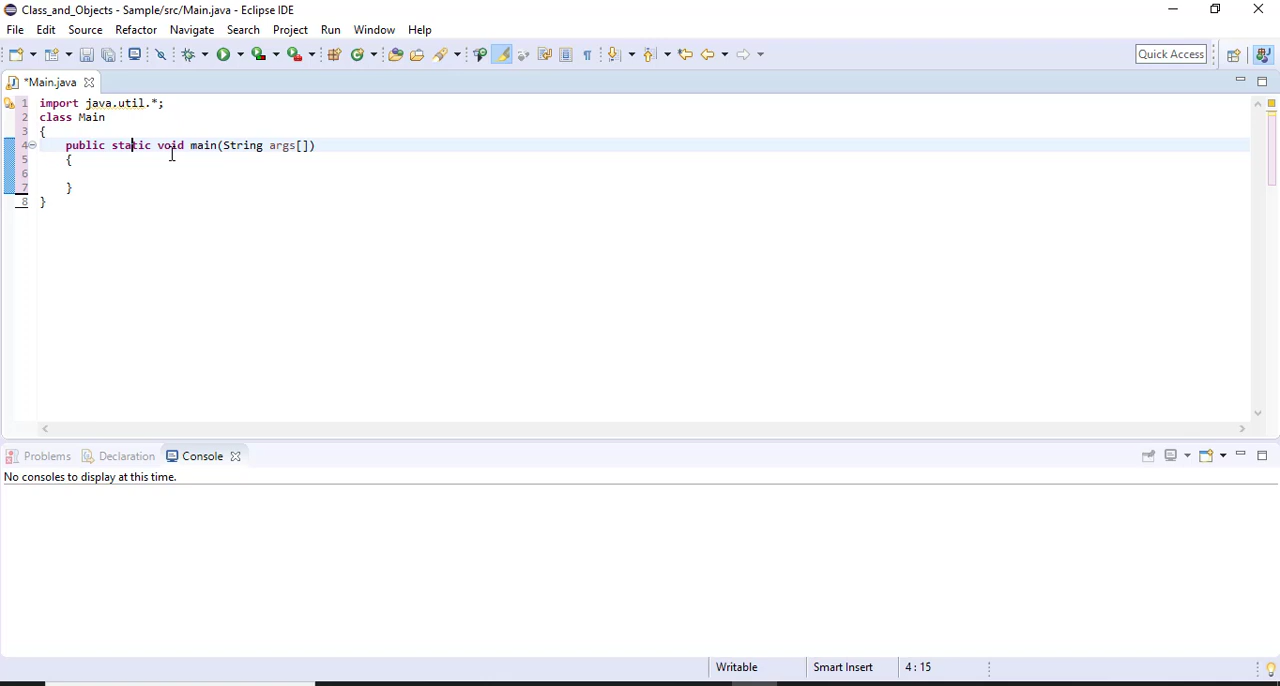 Class_and_Objects - Sample/src/Main.java - Eclipse IDE
File Edit Source Refactor Navigate Search Project Run Window Help
Quick Access
*Main.java
1 import java.util.*;
2 class Main
3 {
4 public static void main(String args[])
5 {
6
7 }
8 }
Problems Declaration Console
No consoles to display at this time.
Writable Smart Insert 4 : 15